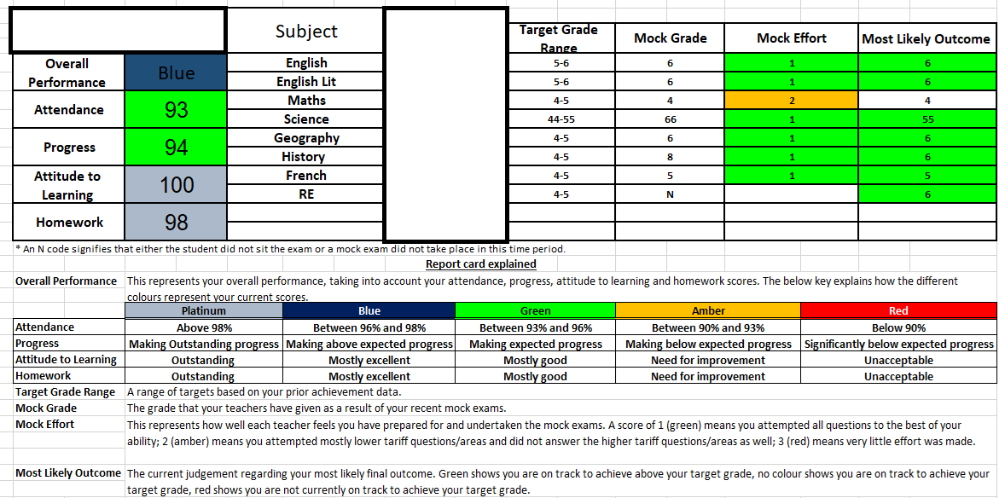 Subject Target Grade Range Mock Grade Mock Effort Most Likely Outcome
Overall Performance Blue
Attendance 93
Progress 94
Attitude to Learning 100
Homework 98
English 5-6 6 1 6
English Lit 5-6 6 1 6
Maths 4-5 4 2 4
Science 44-55 66 1 55
Geography 4-5 6 1 6
History 4-5 8 1 6
French 4-5 5 1 5
RE 4-5 N 6
* An N code signifies that either the student did not sit the exam or a mock exam did not take place in this time period.
Report card explained
Overall Performance This represents your overall performance, taking into account your attendance, progress, attitude to learning and homework scores. The below key explains how the different
colours represent your current scores.
Platinum Blue Green Amber Red
Attendance Above 98% Between 96% and 98% Between 93% and 96% Between 90% and 93% Below 90%
Progress Making Outstanding progress Making above expected progress Making expected progress Making below expected progress Significantly below expected progress
Attitude to Learning Outstanding Mostly excellent Mostly good Need for improvement Unacceptable
Homework Outstanding Mostly excellent Mostly good Need for improvement Unacceptable
Target Grade Range A range of targets based on your prior achievement data.
Mock Grade The grade that your teachers have given as a result of your recent mock exams.
Mock Effort This represents how well each teacher feels you have prepared for and undertaken the mock exams. A score of 1 (green) means you attempted all questions to the best of your
ability; 2 (amber) means you attempted mostly lower tariff questions/areas and did not answer the higher tariff questions/areas as well; 3 (red) means very little effort was made.
Most Likely Outcome The current judgement regarding your most likely final outcome. Green shows you are on track to achieve above your target grade, no colour shows you are on track to achieve your
target grade, red shows you are not currently on track to achieve your target grade.